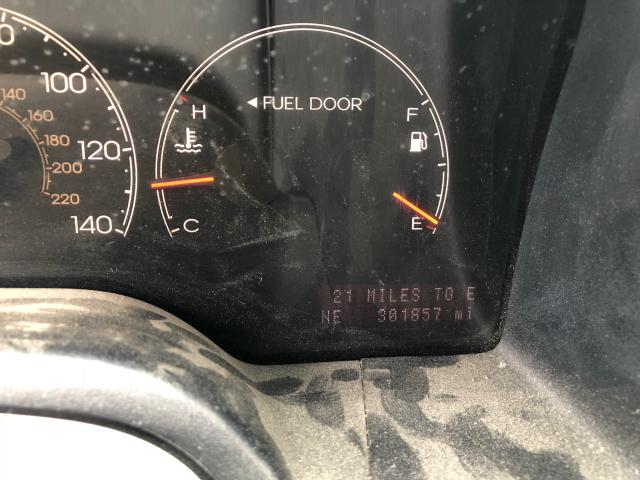 100
120
140
140
160
180
200
220
H
C
◄ FUEL DOOR
F
E
21 MILES TO E
NE 301857 mi